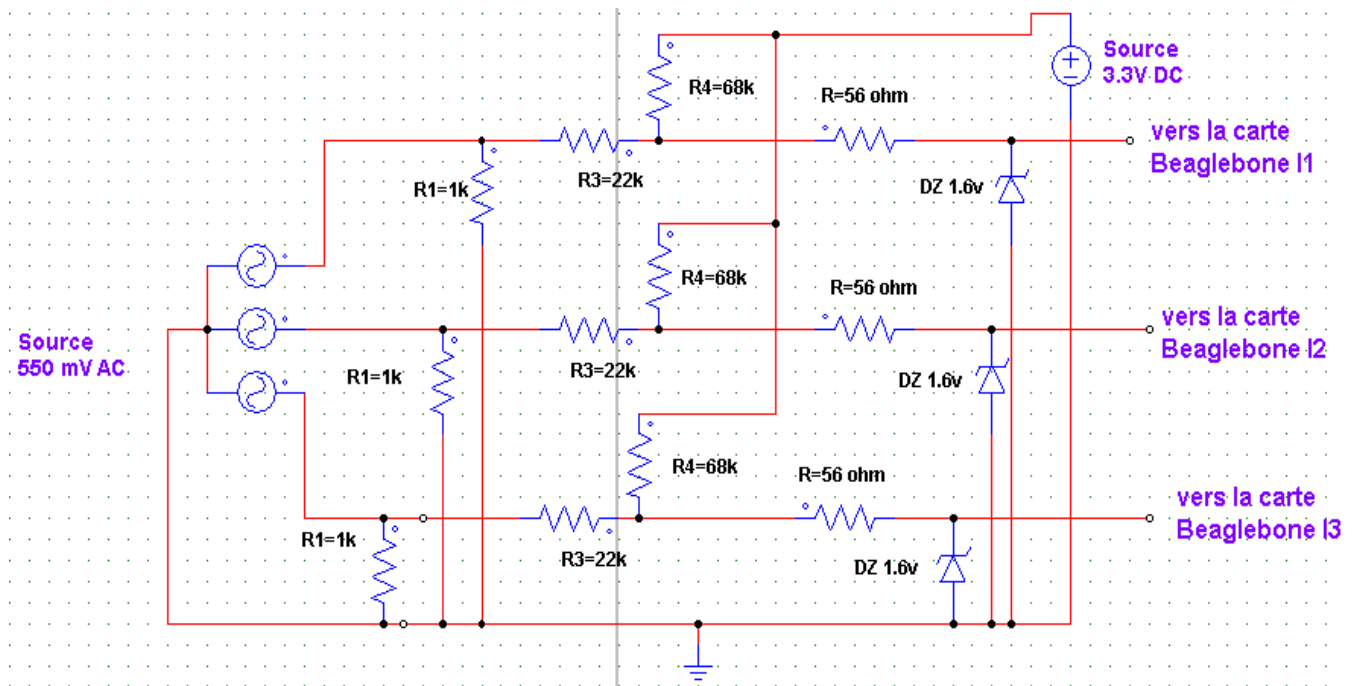 Source
3.3V DC
R4=68k
R=56 ohm
vers la carte
Beaglebone I1
R1=1k
R3=22k
DZ 1.6v
R4=68k
R=56 ohm
vers la carte
Beaglebone I2
Source
550 mV AC
R1=1k
R3=22k
DZ 1.6v
R4=68k
R=56 ohm
vers la carte
Beaglebone I3
R1=1k
R3=22k
DZ 1.6v